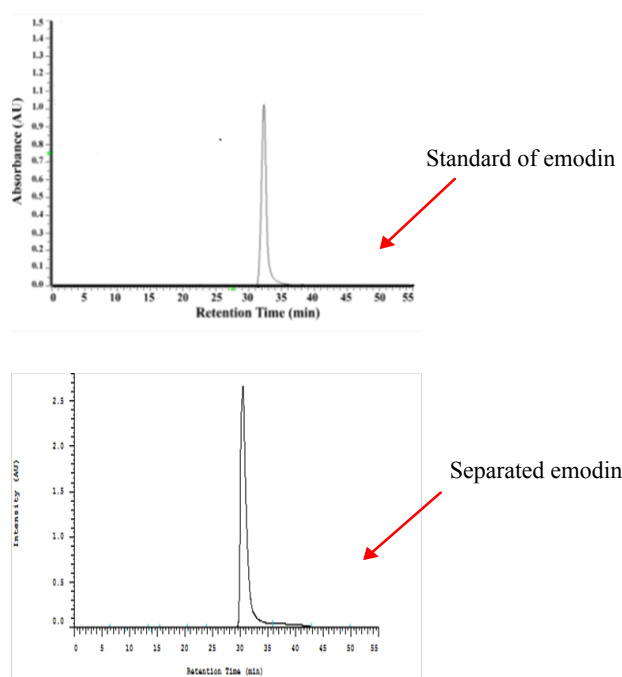 1.5
1.4
1.3
1.2
1.1
1.0
0.9
0.8
0.7
0.6
0.5
0.4
0.3
0.2
0.1
0.0
Absorbance (AU)
0 5 10 15 20 25 30 35 40 45 50 55
Retention Time (min)
Standard of emodin
2.5
2.0
1.5
1.0
0.5
0.0
Intensity (AU)
0 5 10 15 20 25 30 35 40 45 50 55
Retention Time (min)
Separated emodin